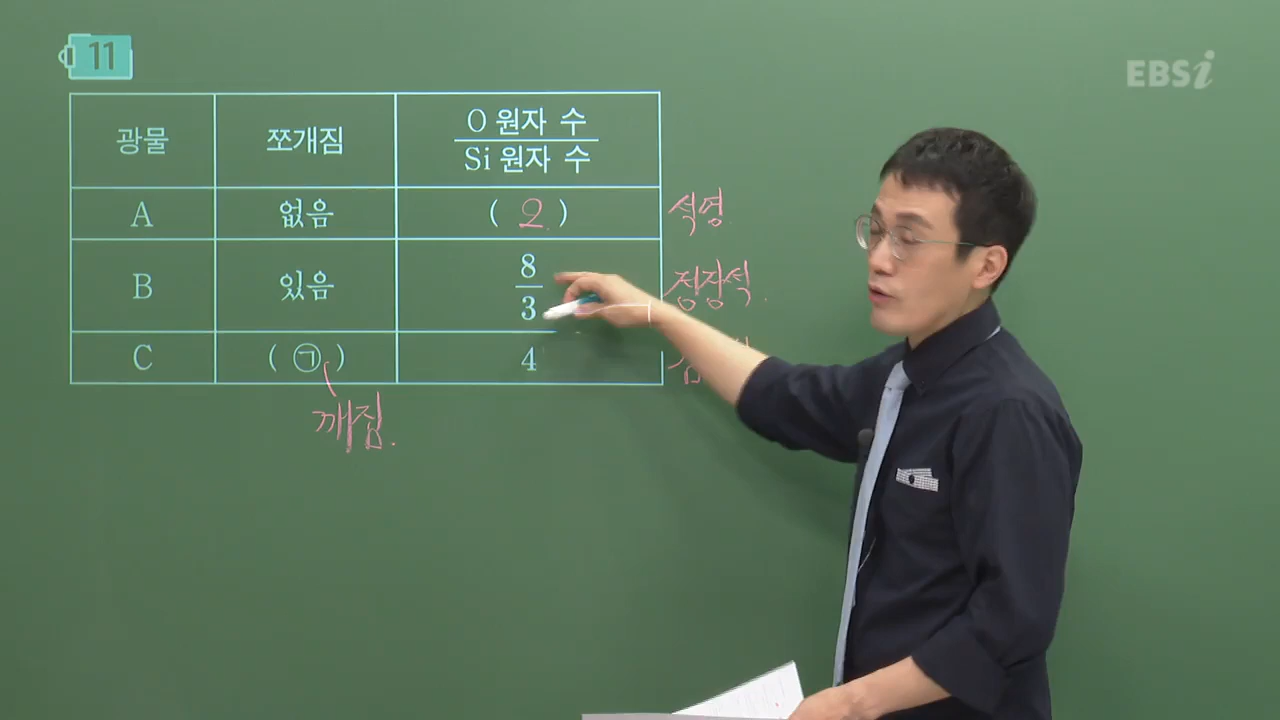 11
EBSi
광물 쪼개짐 O 원자 수
Si 원자 수
A 없음 ( 2. ) 석영.
B 있음 8
3 정장석.
C ( ㉠ ) 4
깨짐.